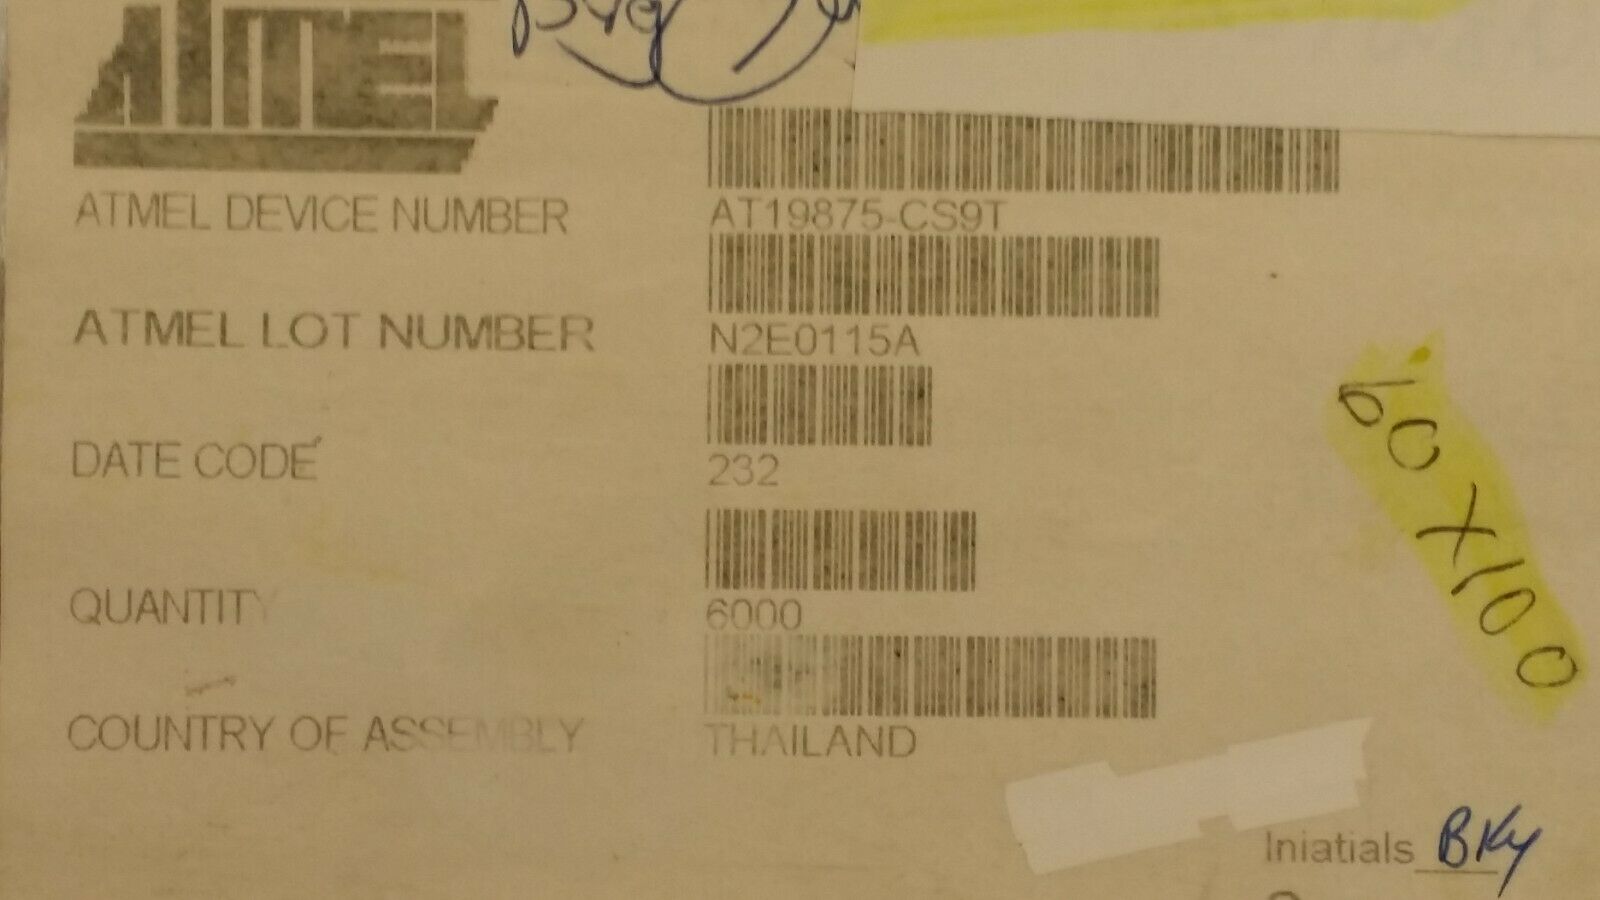 ATMEL
ATMEL DEVICE NUMBER
AT19875-CS9T
ATMEL LOT NUMBER
N2E0115A
DATE CODE
232
QUANTITY
6000
COUNTRY OF ASSEMBLY
THAILAND
60 X 100
Iniatials BKy